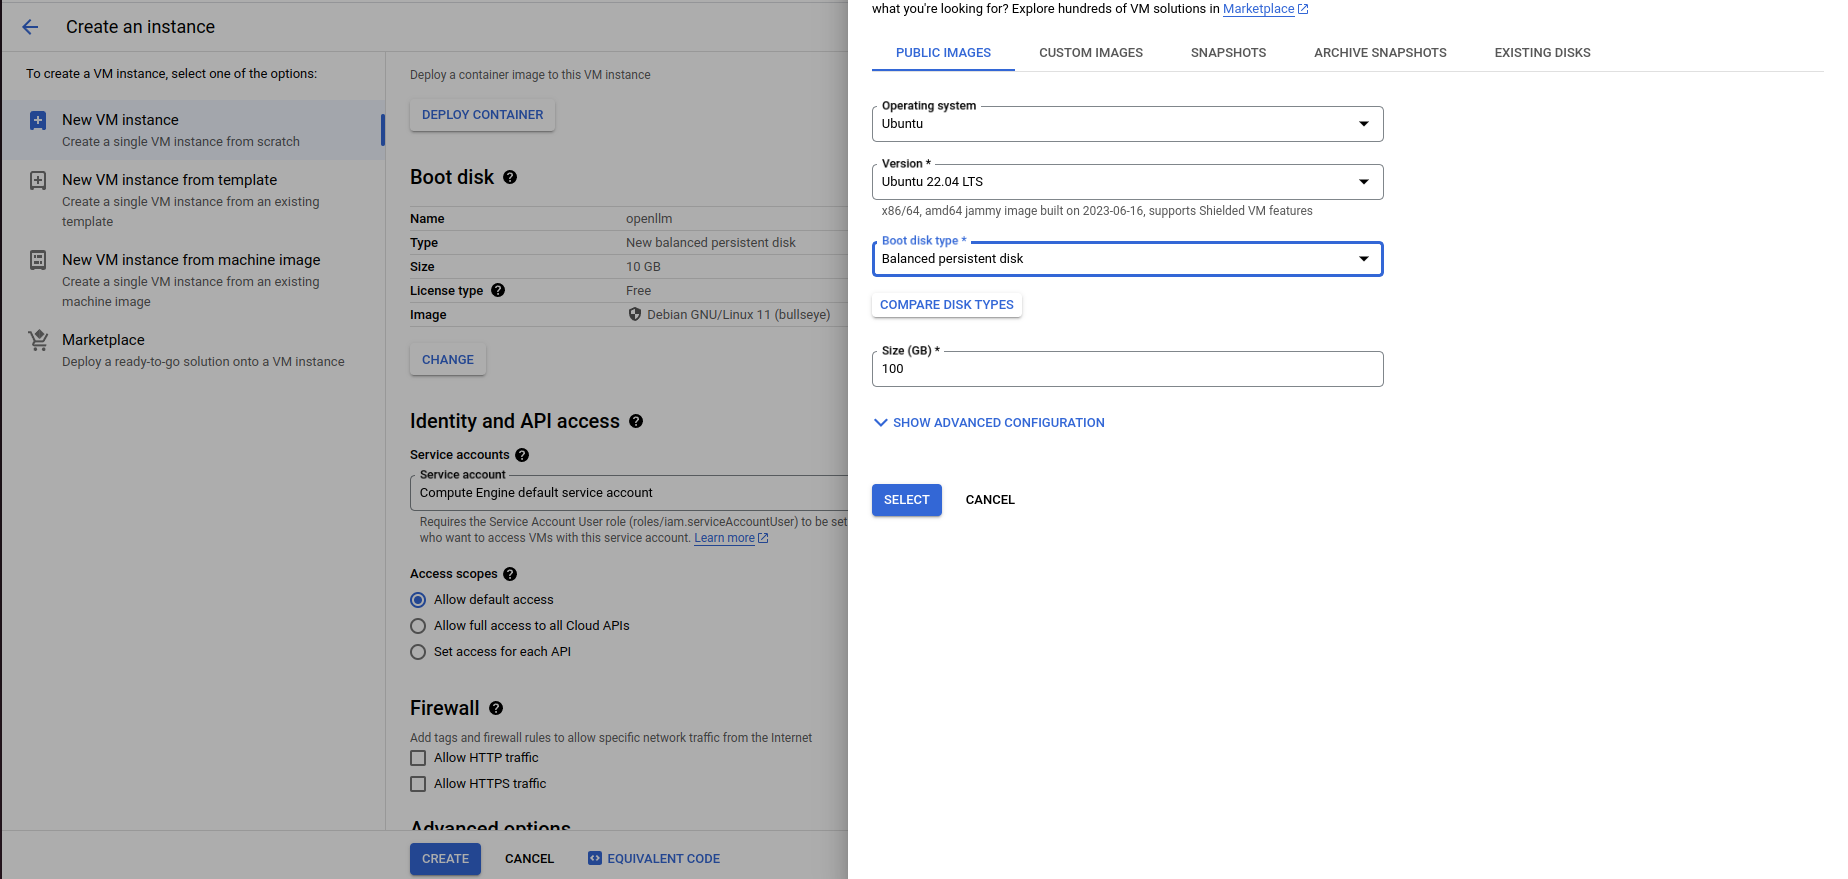 Create an instance
To create a VM instance, select one of the options:
New VM instance
Create a single VM instance from scratch
New VM instance from template
Create a single VM instance from an existing
template
New VM instance from machine image
Create a single VM instance from an existing
machine image
Marketplace
Deploy a ready-to-go solution onto a VM instance
Deploy a container image to this VM instance
DEPLOY CONTAINER
Boot disk
Name openllm
Type New balanced persistent disk
Size 10 GB
License type Free
Image Debian GNU/Linux 11 (bullseye)
CHANGE
Identity and API access
Service accounts
Service account
Compute Engine default service account
Requires the Service Account User role (roles/iam.serviceAccountUser) to be set
who want to access VMs with this service account. Learn more
Access scopes
Allow default access
Allow full access to all Cloud APIs
Set access for each API
Firewall
Add tags and firewall rules to allow specific network traffic from the Internet
Allow HTTP traffic
Allow HTTPS traffic
Advanced options
CREATE CANCEL EQUIVALENT CODE
what you're looking for? Explore hundreds of VM solutions in Marketplace
PUBLIC IMAGES CUSTOM IMAGES SNAPSHOTS ARCHIVE SNAPSHOTS EXISTING DISKS
Operating system
Ubuntu
Version *
Ubuntu 22.04 LTS
x86/64, amd64 jammy image built on 2023-06-16, supports Shielded VM features
Boot disk type *
Balanced persistent disk
COMPARE DISK TYPES
Size (GB) *
100
SHOW ADVANCED CONFIGURATION
SELECT CANCEL